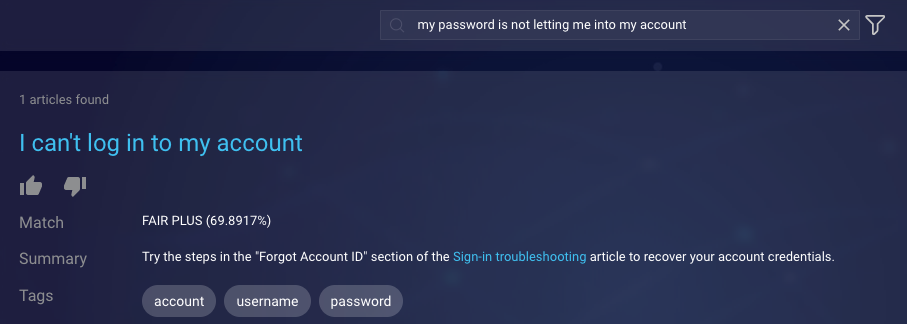 my password is not letting me into my account
1 articles found
I can't log in to my account
Match FAIR PLUS (69.8917%)
Summary Try the steps in the "Forgot Account ID" section of the Sign-in troubleshooting article to recover your account credentials.
Tags account username password